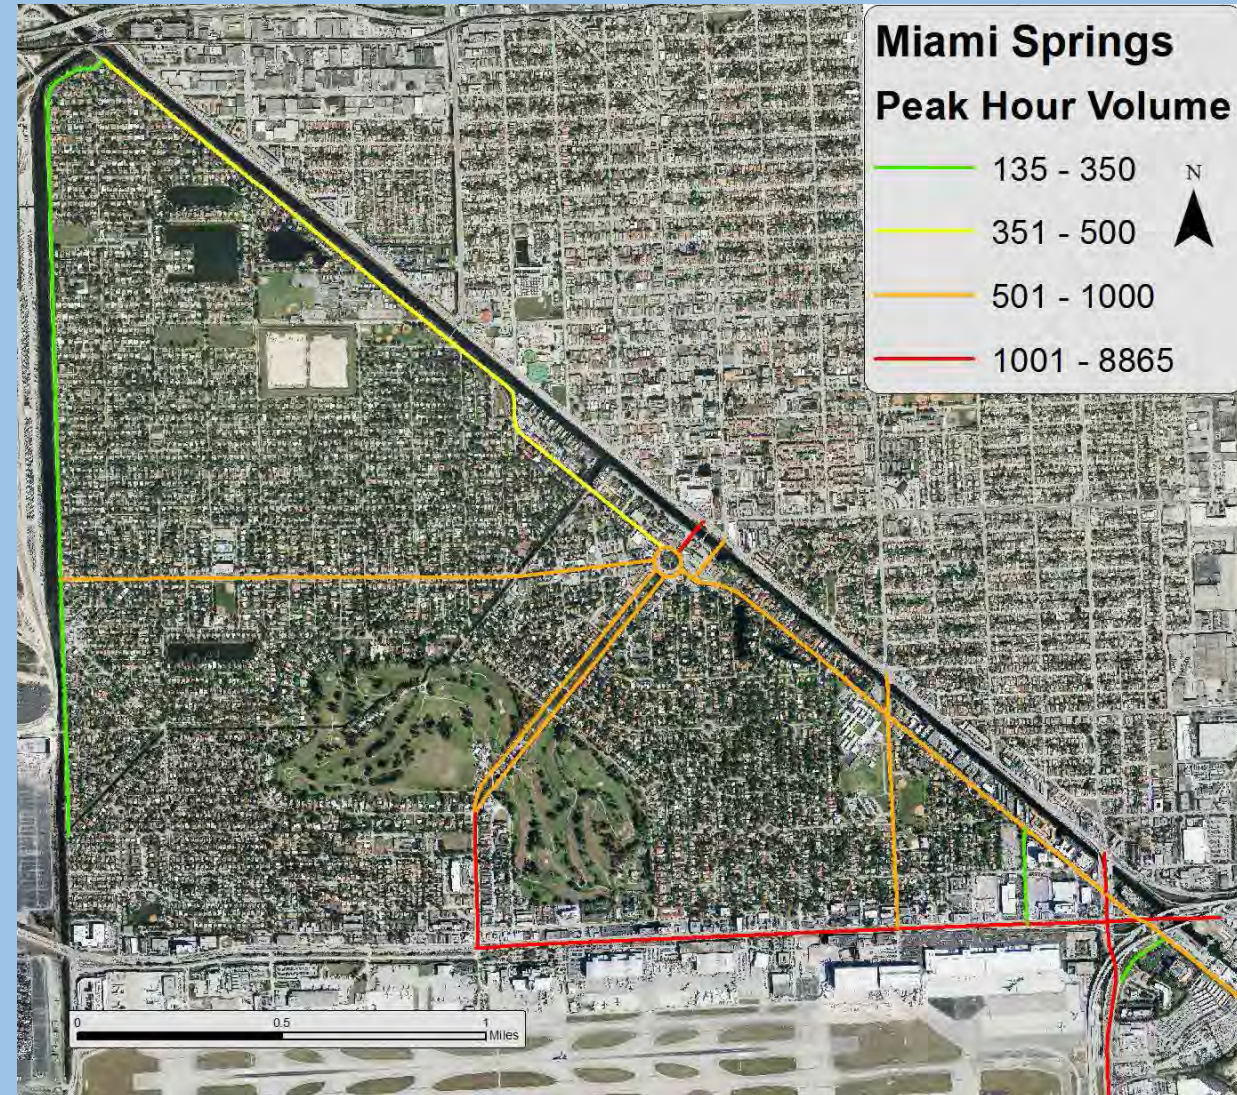 Miami Springs
Peak Hour Volume
135 - 350
N
351 - 500
501 - 1000
1001 - 8865
0 0.5 1
Miles